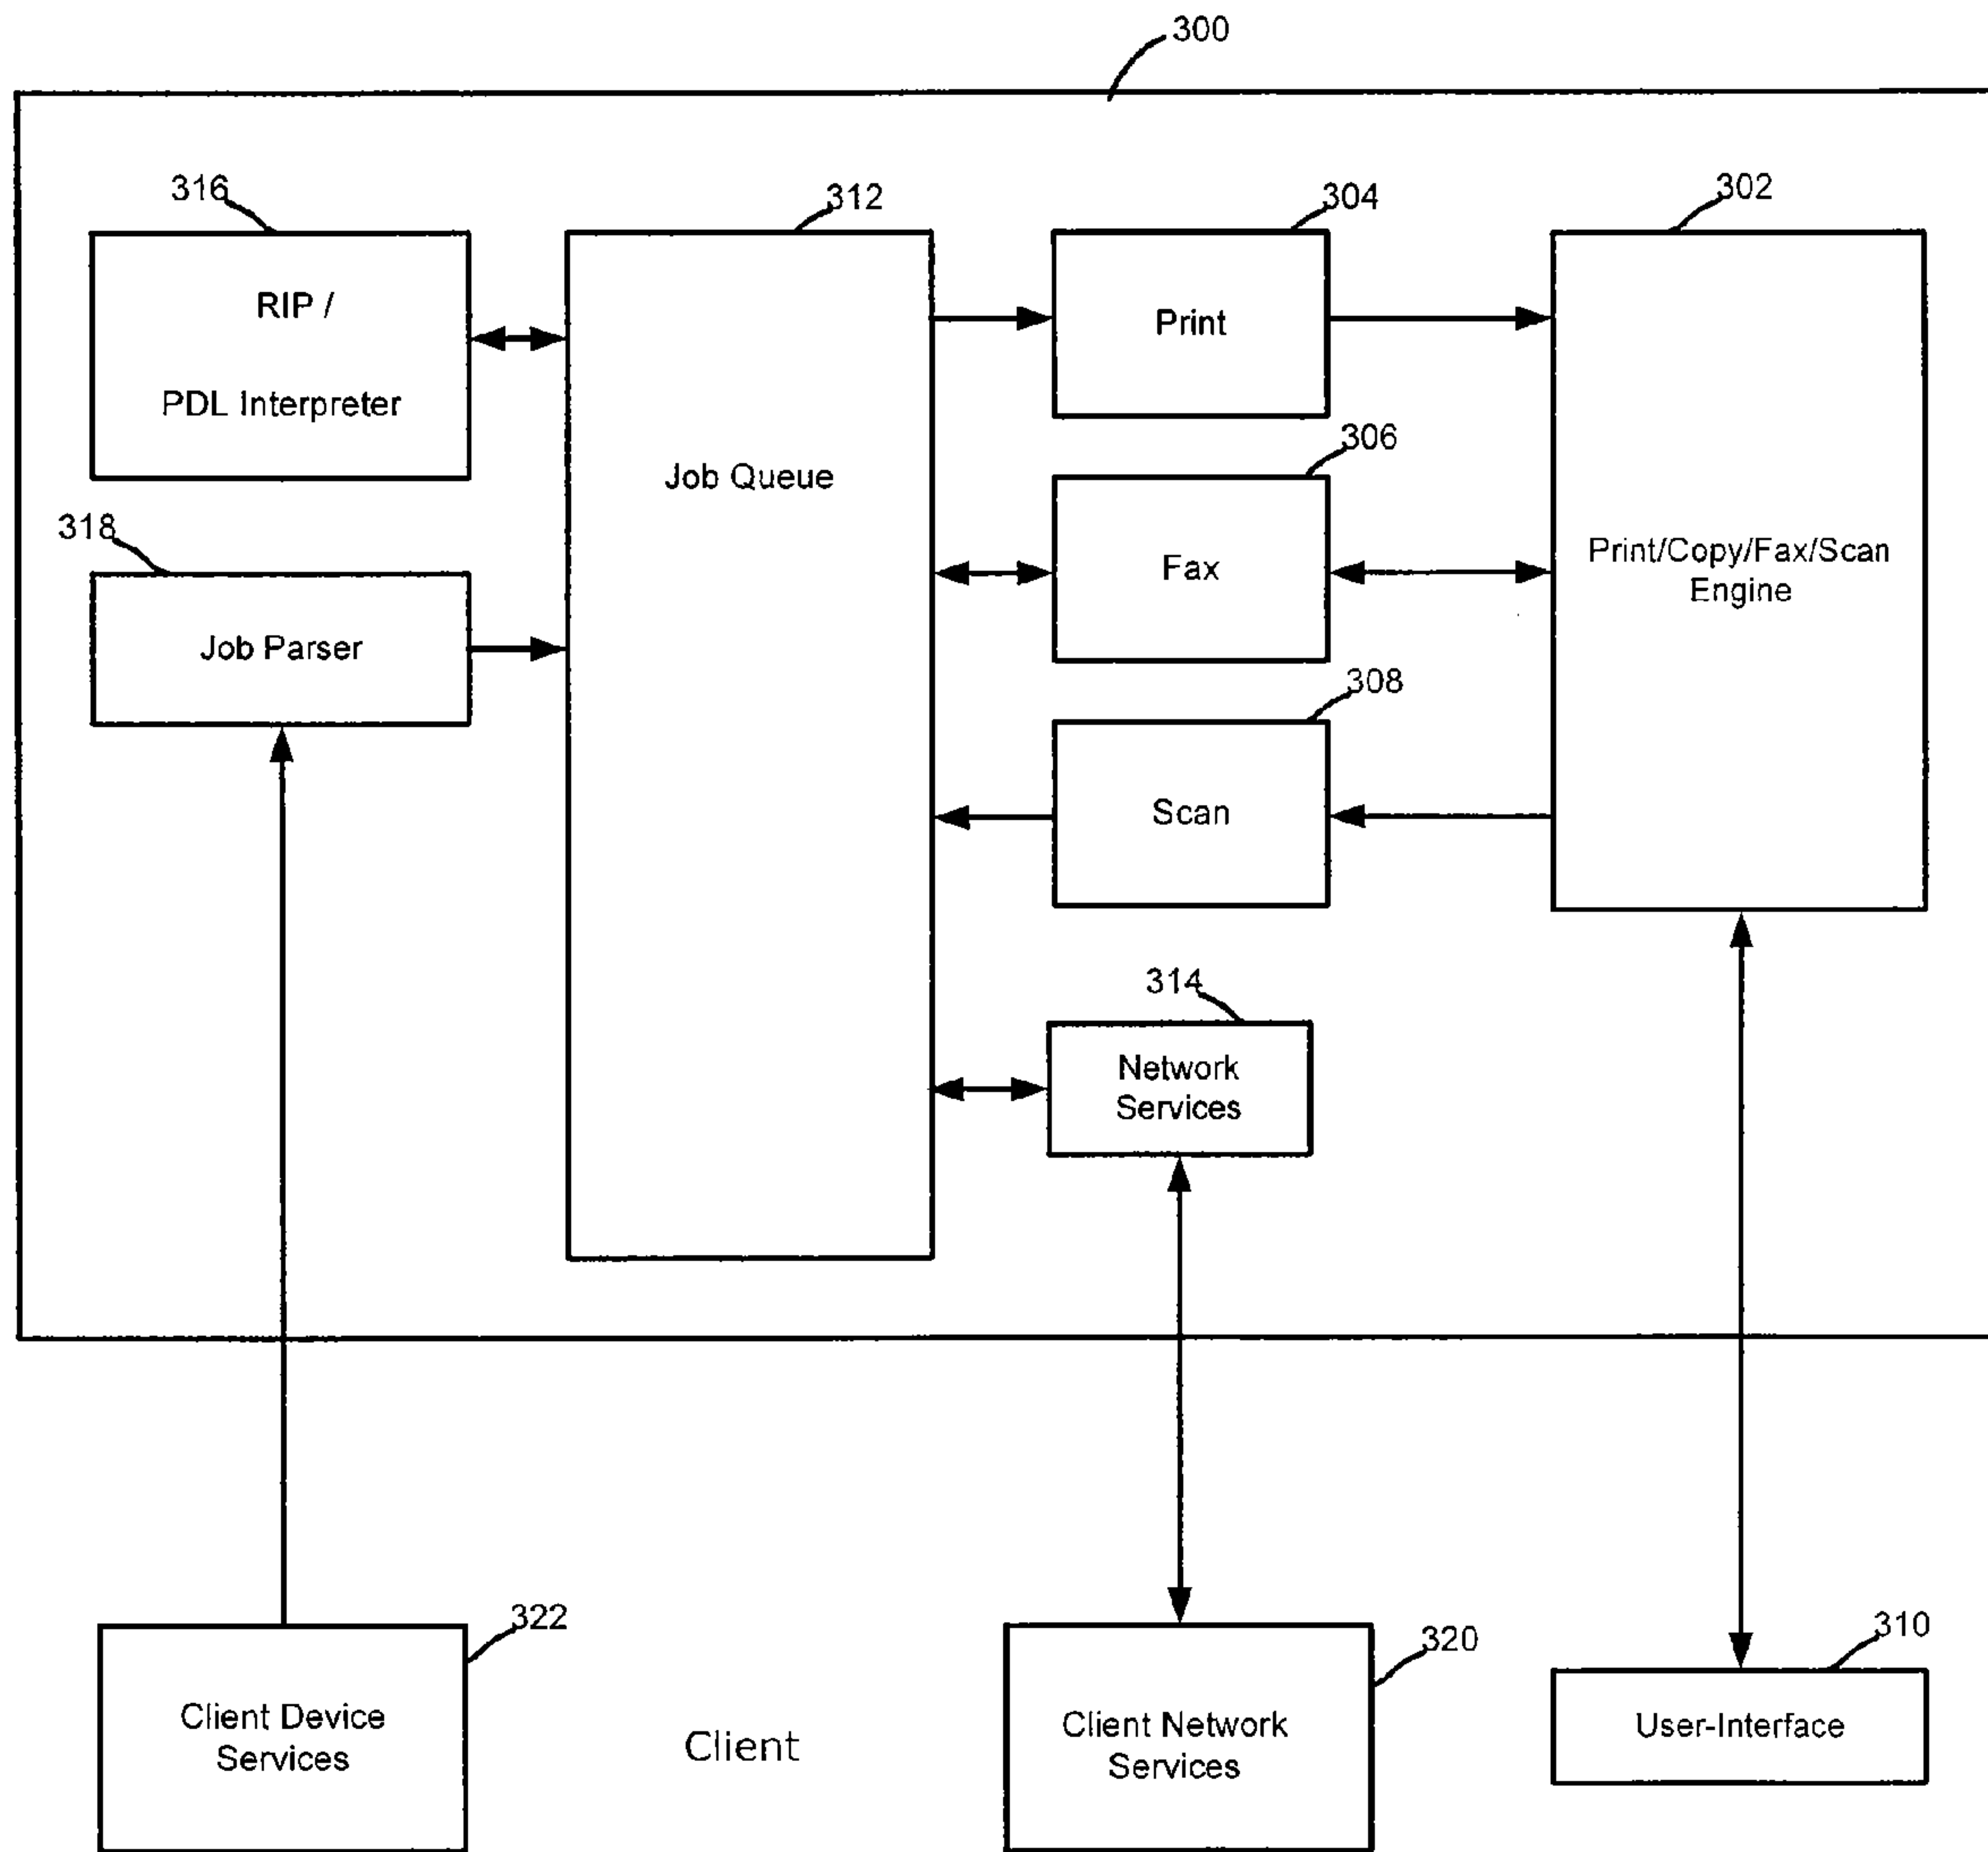 300
316
312
304
302
RIP /
PDL Interpreter
Job Queue
Print
Print/Copy/Fax/Scan
Engine
306
Fax
318
Job Parser
308
Scan
314
Network
Services
322
Client Device
Services
Client
320
Client Network
Services
310
User-Interface